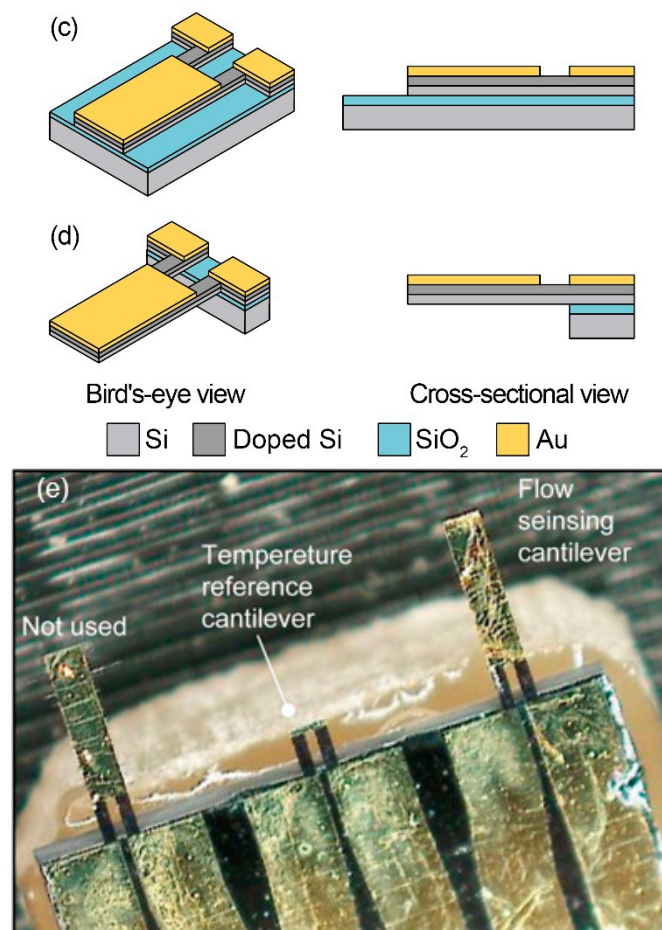 (c)
(d)
Bird's-eye view
Cross-sectional view
Si
Doped Si
SiO₂
Au
(e)
Flow
seinsing
cantilever
Tempereture
reference
cantilever
Not used